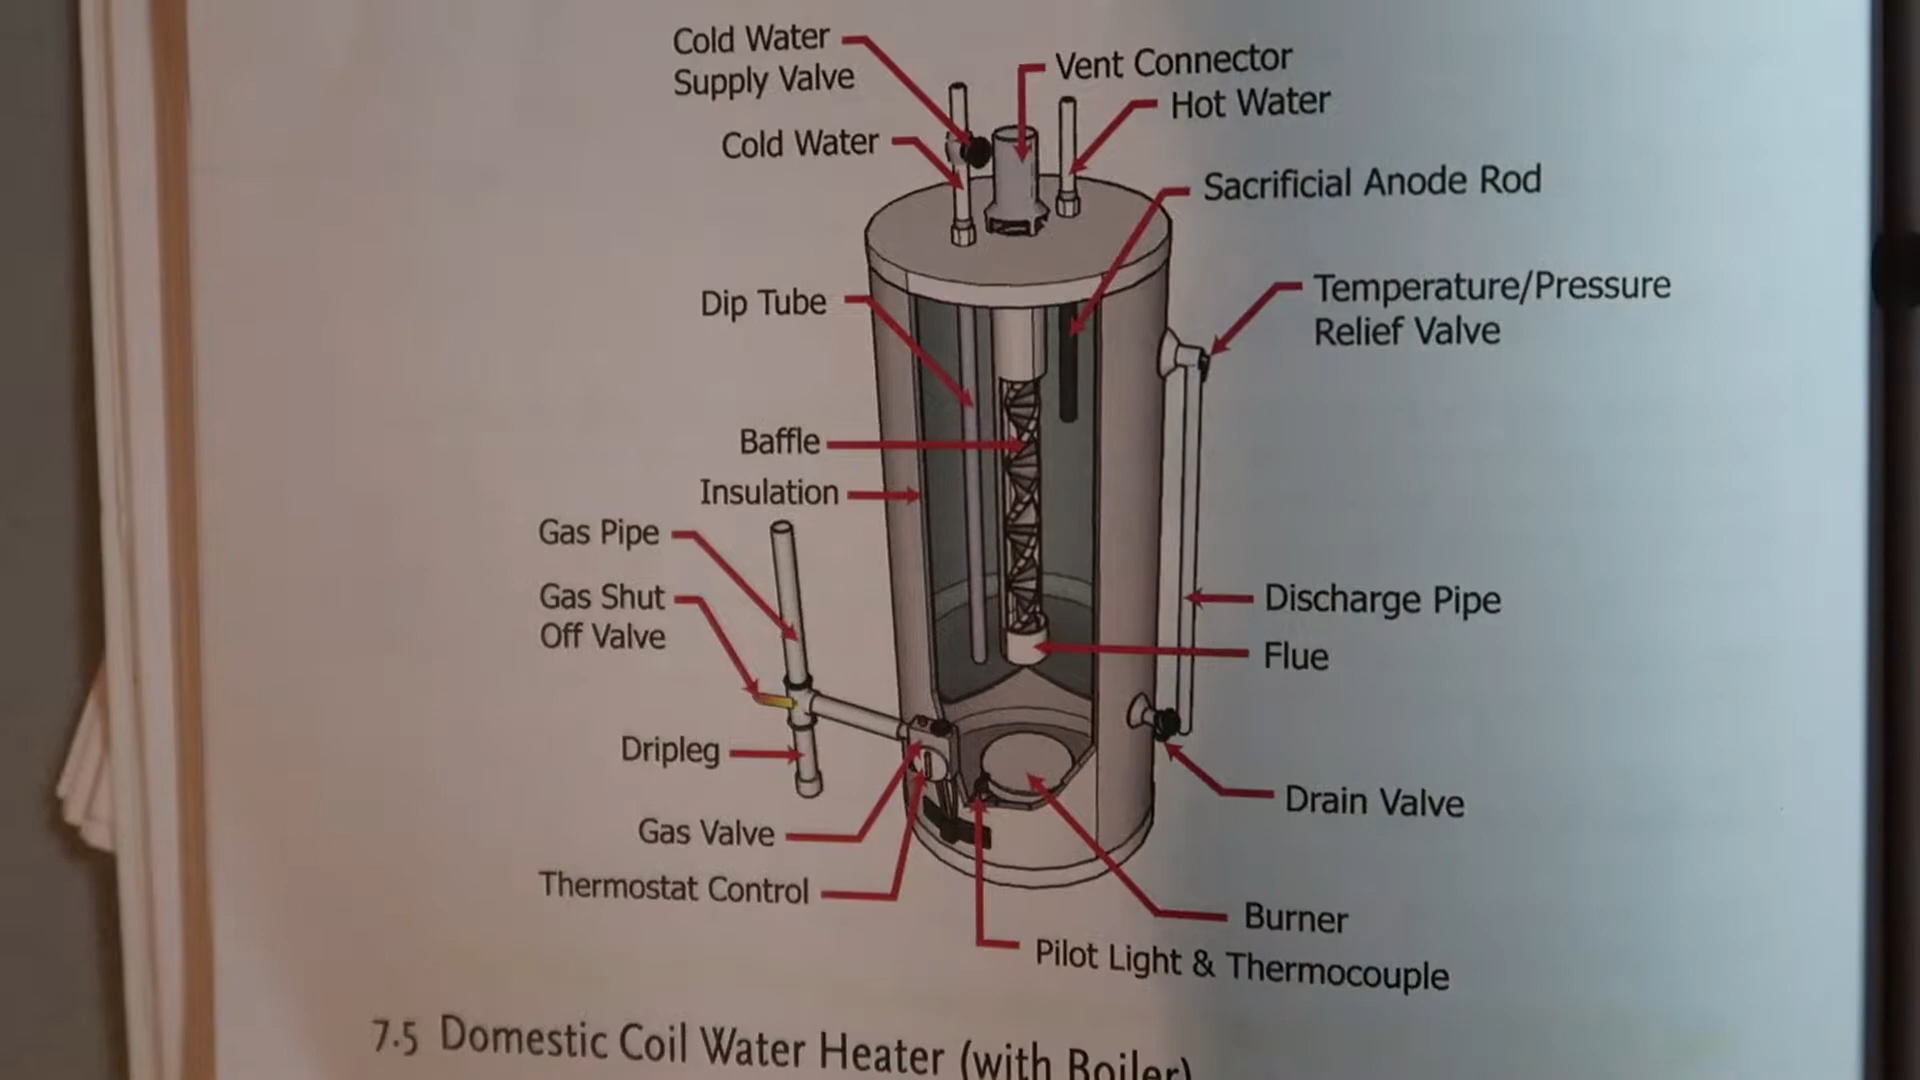 Cold Water
Supply Valve
Vent Connector
Hot Water
Cold Water
Sacrificial Anode Rod
Temperature/Pressure
Relief Valve
Dip Tube
Baffle
Insulation
Gas Pipe
Gas Shut
Off Valve
Discharge Pipe
Flue
Dripleg
Drain Valve
Gas Valve
Thermostat Control
Burner
Pilot Light & Thermocouple
7.5 Domestic Coil Water Heater (with Boiler)